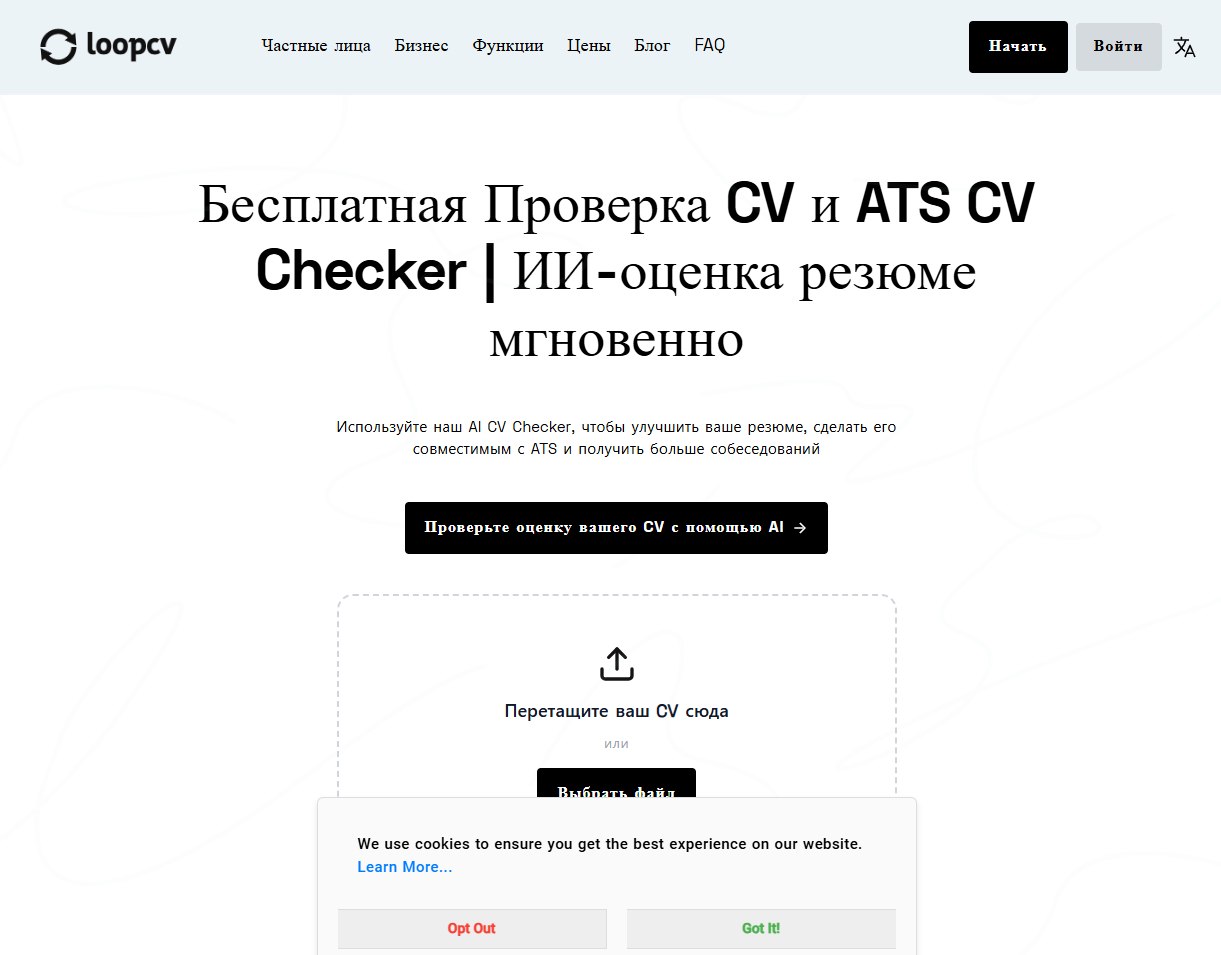 loopcv
Частные лица Бизнес Функции Цены Блог FAQ
Начать Войти
Бесплатная Проверка CV и ATS CV
Checker | ИИ-оценка резюме
мгновенно
Используйте наш AI CV Checker, чтобы улучшить ваше резюме, сделать его
совместимым с ATS и получить больше собеседований
Проверьте оценку вашего CV с помощью AI →
Перетащите ваш CV сюда
или
Выбрать файл
We use cookies to ensure you get the best experience on our website.
Learn More...
Opt Out Got It!